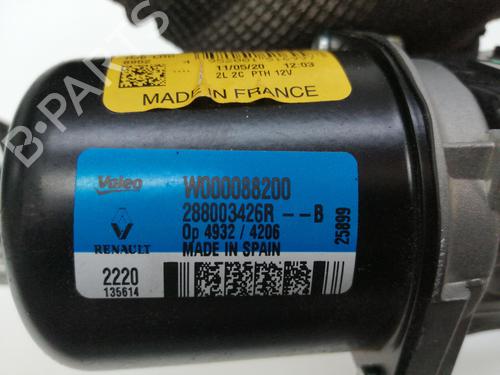 11/05/20 12:03
2L 2C PTH 12V
MADE IN FRANCE
Valeo W000088200
288003426R -- B
Op 4932 / 4206
RENAULT MADE IN SPAIN
25899
2220
135614
B-PARTS